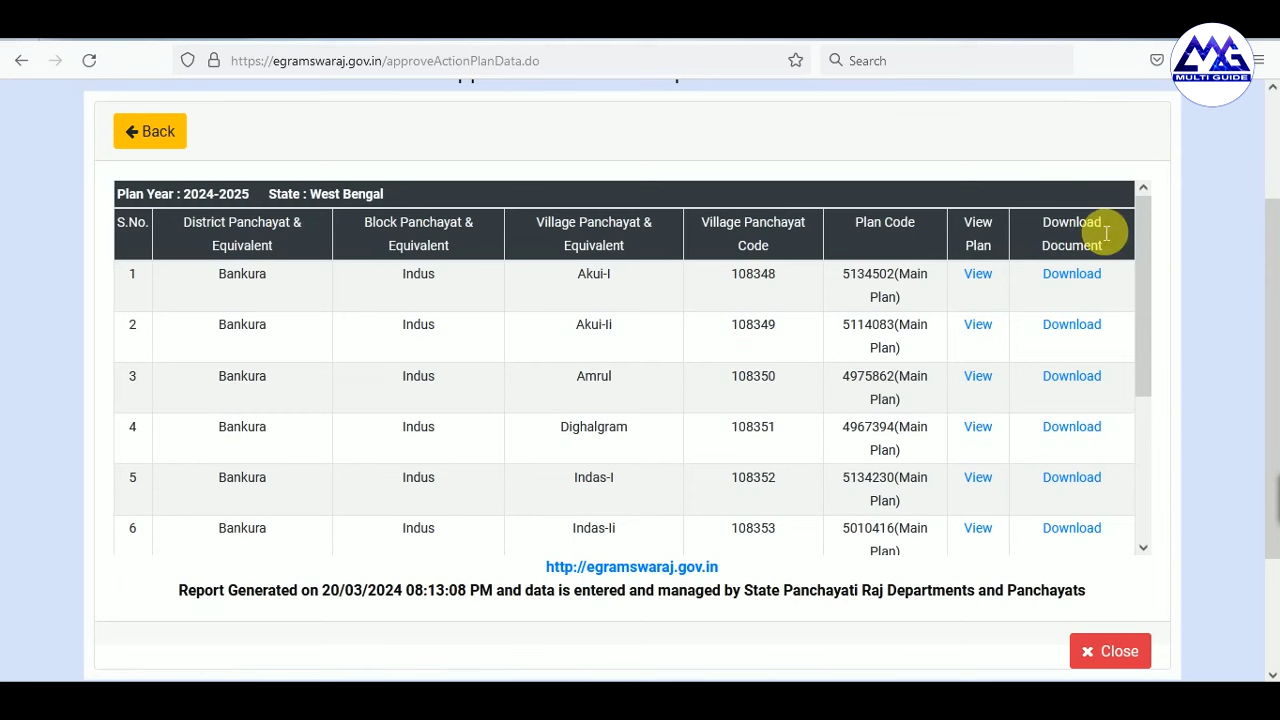 https://egramswaraj.gov.in/approveActionPlanData.do
Search
MULTI GUIDE
Back
Plan Year : 2024-2025 State : West Bengal
S.No. District Panchayat & Equivalent Block Panchayat & Equivalent Village Panchayat & Equivalent Village Panchayat Code Plan Code View Plan Download Document
1 Bankura Indus Akui-I 108348 5134502(Main Plan) View Download
2 Bankura Indus Akui-Ii 108349 5114083(Main Plan) View Download
3 Bankura Indus Amrul 108350 4975862(Main Plan) View Download
4 Bankura Indus Dighalgram 108351 4967394(Main Plan) View Download
5 Bankura Indus Indas-I 108352 5134230(Main Plan) View Download
6 Bankura Indus Indas-Ii 108353 5010416(Main Plan) View Download
http://egramswaraj.gov.in
Report Generated on 20/03/2024 08:13:08 PM and data is entered and managed by State Panchayati Raj Departments and Panchayats
Close